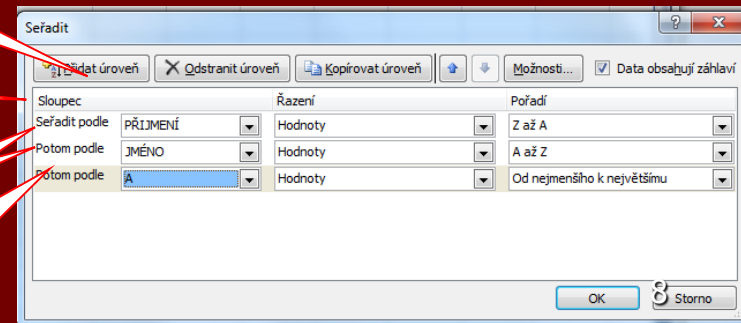 Seřadit
Přidat úroveň Odstranit úroveň Kopírovat úroveň Možnosti... Data obsahují záhlaví
Sloupec Řazení Pořadí
Seřadit podle PŘIJMENÍ Hodnoty Z až A
Potom podle JMÉNO Hodnoty A až Z
Potom podle A Hodnoty Od nejmenšího k největšímu
OK 8 Storno